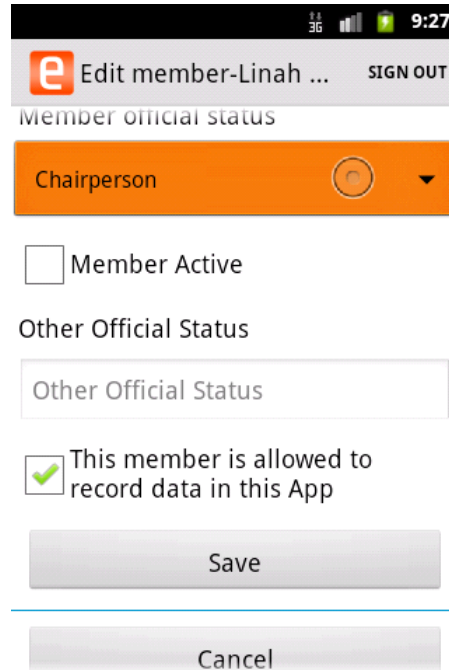 3G 9:27
e Edit member-Linah ... SIGN OUT
Member official status
Chairperson
Member Active
Other Official Status
Other Official Status
This member is allowed to
record data in this App
Save
Cancel